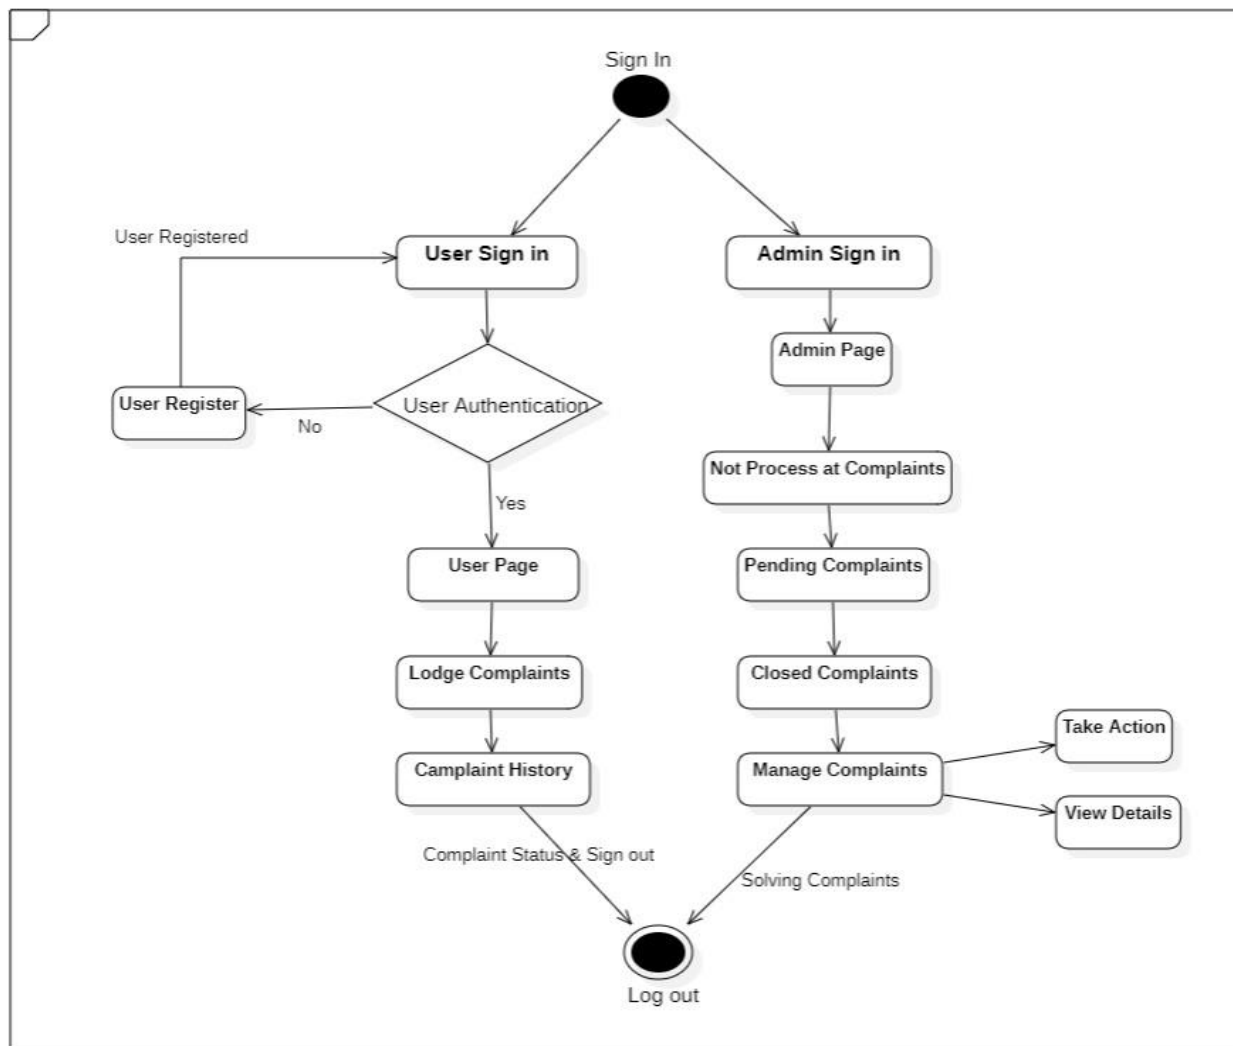 Sign In
User Registered
User Sign in
Admin Sign in
Admin Page
User Register
User Authentication
No
Not Process at Complaints
Yes
User Page
Pending Complaints
Lodge Complaints
Closed Complaints
Take Action
Camplaint History
Manage Complaints
View Details
Complaint Status & Sign out
Solving Complaints
Log out